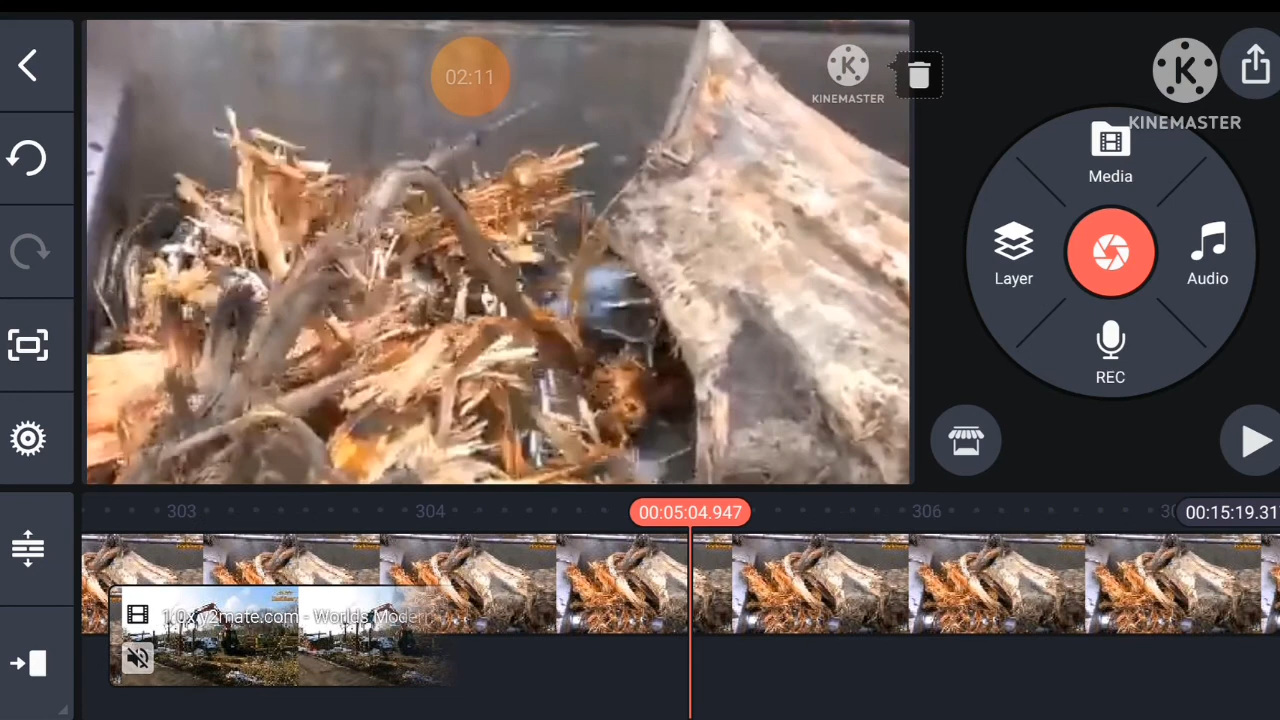 02:11
K
KINEMASTER
K
KINEMASTER
Media
Layer
Audio
REC
303
304
00:05:04.947
306
00:15:19.31
1.0x y2mate.com - Worlds Modern